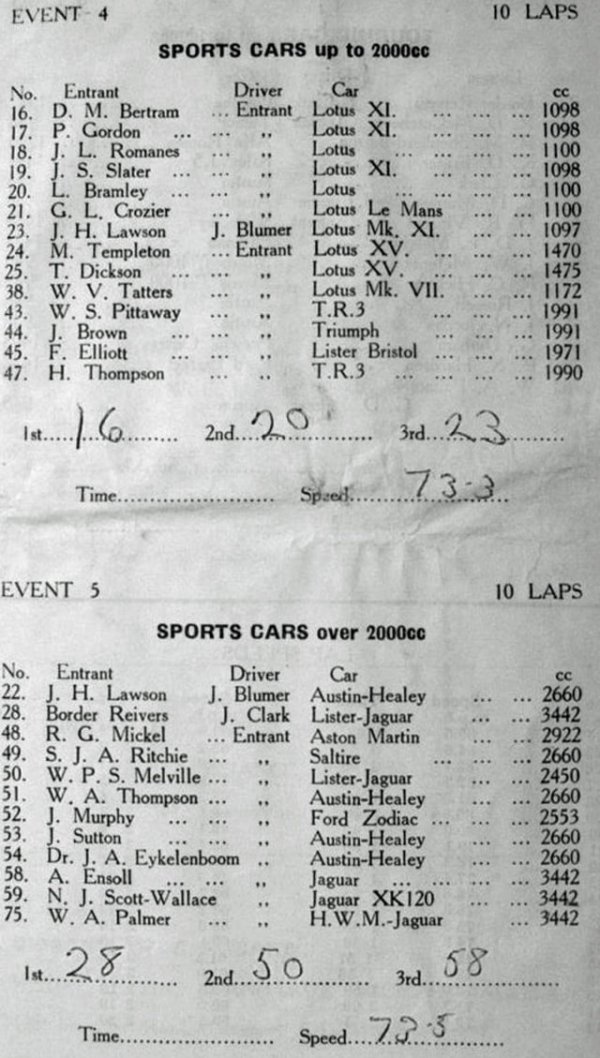 EVENT 4 10 LAPS
SPORTS CARS up to 2000cc
No. Entrant Driver Car cc
16. D. M. Bertram ... Entrant Lotus XI. ... ... ... 1098
17. P. Gordon ... ... ,, Lotus XI. ... ... ... 1098
18. J. L. Romanes ... ,, Lotus ... ... ... ... 1100
19. J. S. Slater ... ... ,, Lotus XI. ... ... ... 1098
20. L. Bramley ... ... ,, Lotus ... ... ... ... 1100
21. G. L. Crozier ... ,, Lotus Le Mans ... ... 1100
23. J. H. Lawson J. Blumer Lotus Mk. XI. ... ... 1097
24. M. Templeton ... Entrant Lotus XV. ... ... ... 1470
25. T. Dickson ... ... ,, Lotus XV. ... ... ... 1475
38. W. V. Tatters ... ,, Lotus Mk. VII. ... ... 1172
43. W. S. Pittaway ... ,, T.R.3 ... ... ... 1991
44. J. Brown ... ... ,, Triumph ... ... ... 1991
45. F. Elliott ... ... ,, Lister Bristol ... ... ... 1971
47. H. Thompson ... ,, T.R.3 ... ... ... ... 1990
1st.....16......... 2nd...20......... 3rd...23.........
Time........................ Speed.......73.3..
EVENT 5 10 LAPS
SPORTS CARS over 2000cc
No. Entrant Driver Car cc
22. J. H. Lawson J. Blumer Austin-Healey ... ... 2660
28. Border Reivers J. Clark Lister-Jaguar ... ... 3442
48. R. G. Mickel ... Entrant Aston Martin ... ... 2922
49. S. J. A. Ritchie ... ,, Saltire ... ... ... 2660
50. W. P. S. Melville ... ,, Lister-Jaguar ... ... 2450
51. W. A. Thompson ... ,, Austin-Healey ... ... 2660
52. J. Murphy ... ... ,, Ford Zodiac ... ... ... 2553
53. J. Sutton ... ... ,, Austin-Healey ... ... 2660
54. Dr. J. A. Eykelenboom .. ,, Austin-Healey ... ... 2660
58. A. Ensoll ... ... ,, Jaguar ... ... ... ... 3442
59. N. J. Scott-Wallace ,, Jaguar XK120 ... ... 3442
75. W. A. Palmer ... ,, H.W.M.-Jaguar ... 3442
1st...28......... 2nd.....50......... 3rd....58.........
Time........................ Speed....